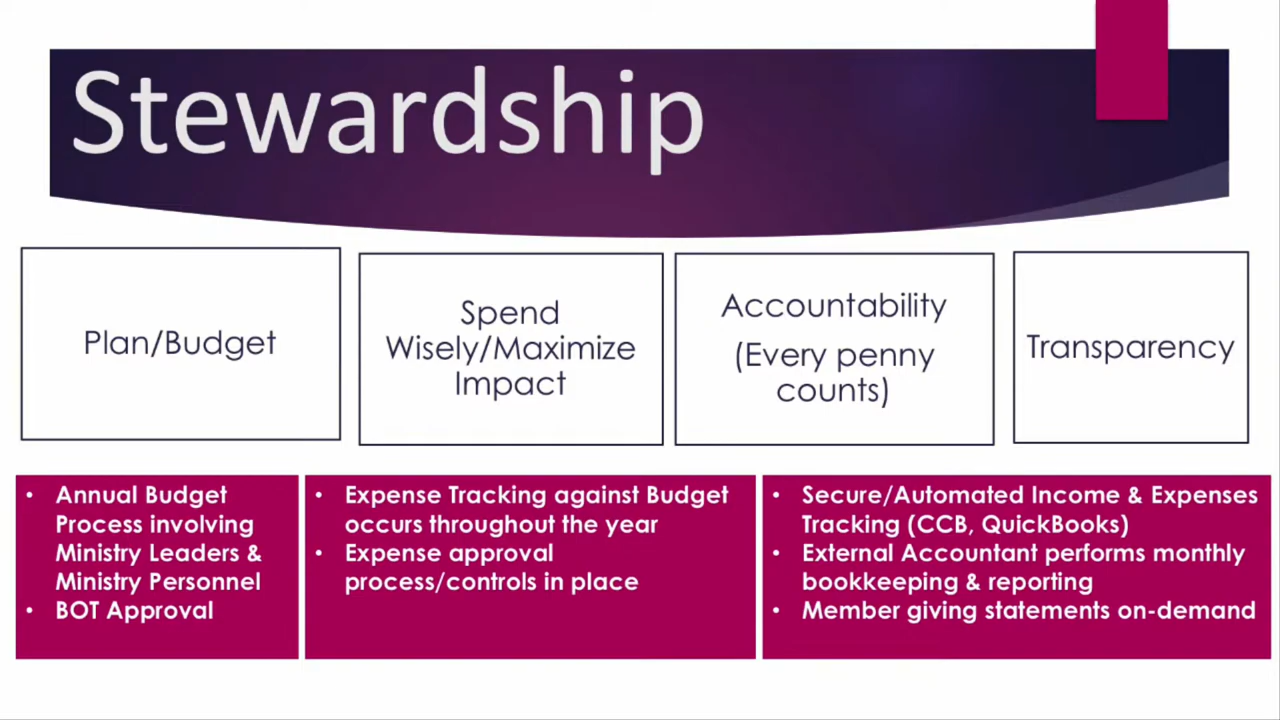 Stewardship
Plan/Budget
Spend
Wisely/Maximize
Impact
Accountability
(Every penny
counts)
Transparency
• Annual Budget
Process involving
Ministry Leaders &
Ministry Personnel
• BOT Approval
• Expense Tracking against Budget
occurs throughout the year
• Expense approval
process/controls in place
• Secure/Automated Income & Expenses
Tracking (CCB, QuickBooks)
• External Accountant performs monthly
bookkeeping & reporting
• Member giving statements on-demand